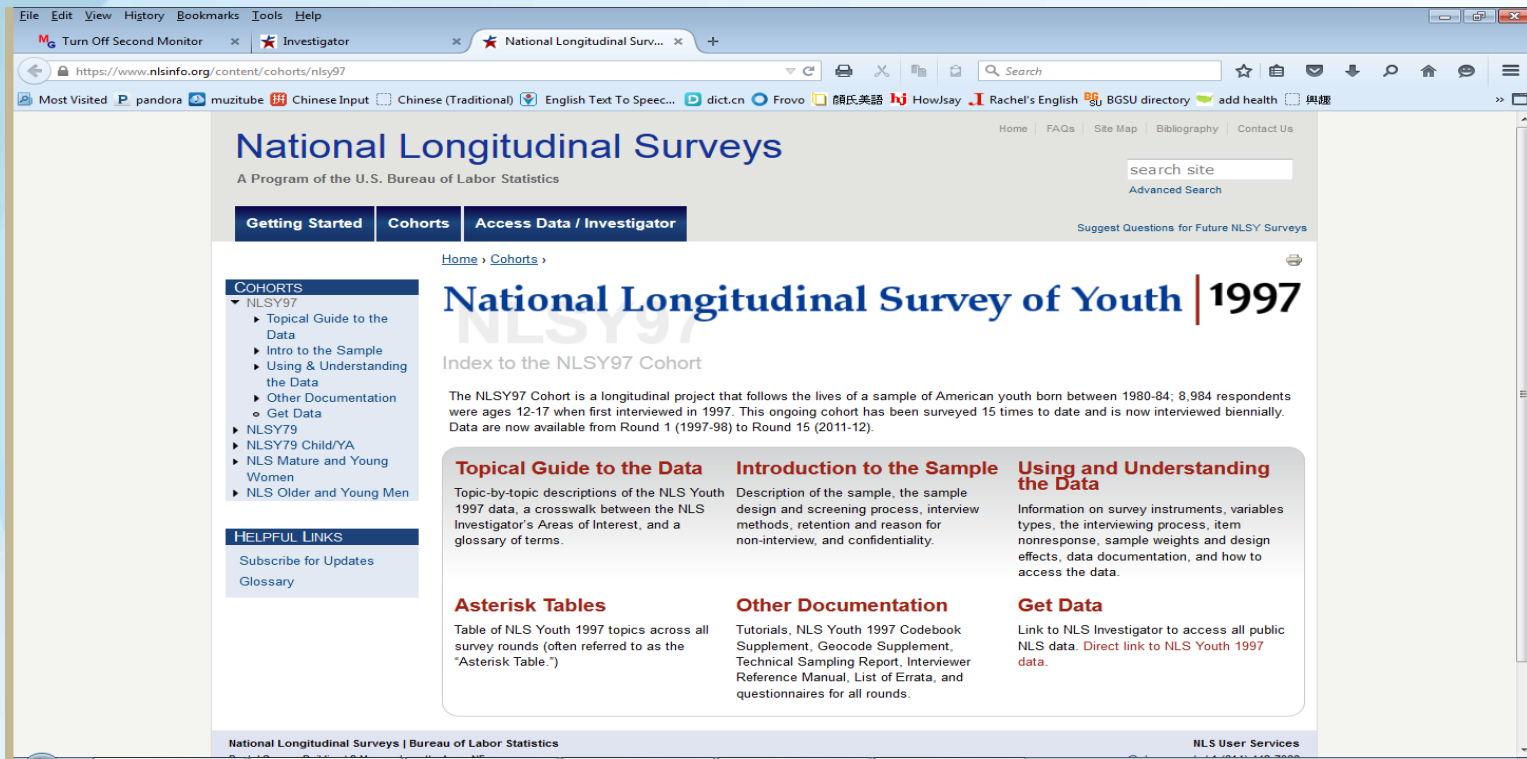 File Edit View History Bookmarks Tools Help
MG Turn Off Second Monitor × Investigator × National Longitudinal Surv... × +
https://www.nlsinfo.org/content/cohorts/nlsy97 Search
Most Visited pandora muzitube Chinese Input Chinese (Traditional) English Text To Speec... dict.cn Frovo 顏氏美語 HowJsay Rachel's English BGSU directory add health 興趣 »
Home FAQs Site Map Bibliography Contact Us
National Longitudinal Surveys
A Program of the U.S. Bureau of Labor Statistics
search site
Advanced Search
Getting Started Cohorts Access Data / Investigator
Suggest Questions for Future NLSY Surveys
Home › Cohorts ›
COHORTS
NLSY97
Topical Guide to the
Data
Intro to the Sample
Using & Understanding
the Data
Other Documentation
Get Data
NLSY79
NLSY79 Child/YA
NLS Mature and Young
Women
NLS Older and Young Men
HELPFUL LINKS
Subscribe for Updates
Glossary
National Longitudinal Survey of Youth | 1997
NLSY97
Index to the NLSY97 Cohort
The NLSY97 Cohort is a longitudinal project that follows the lives of a sample of American youth born between 1980-84; 8,984 respondents
were ages 12-17 when first interviewed in 1997. This ongoing cohort has been surveyed 15 times to date and is now interviewed biennially.
Data are now available from Round 1 (1997-98) to Round 15 (2011-12).
Topical Guide to the Data
Topic-by-topic descriptions of the NLS Youth
1997 data, a crosswalk between the NLS
Investigator's Areas of Interest, and a
glossary of terms.
Introduction to the Sample
Description of the sample, the sample
design and screening process, interview
methods, retention and reason for
non-interview, and confidentiality.
Using and Understanding
the Data
Information on survey instruments, variables
types, the interviewing process, item
nonresponse, sample weights and design
effects, data documentation, and how to
access the data.
Asterisk Tables
Table of NLS Youth 1997 topics across all
survey rounds (often referred to as the
"Asterisk Table.")
Other Documentation
Tutorials, NLS Youth 1997 Codebook
Supplement, Geocode Supplement,
Technical Sampling Report, Interviewer
Reference Manual, List of Errata, and
questionnaires for all rounds.
Get Data
Link to NLS Investigator to access all public
NLS data. Direct link to NLS Youth 1997
data.
National Longitudinal Surveys | Bureau of Labor Statistics
NLS User Services